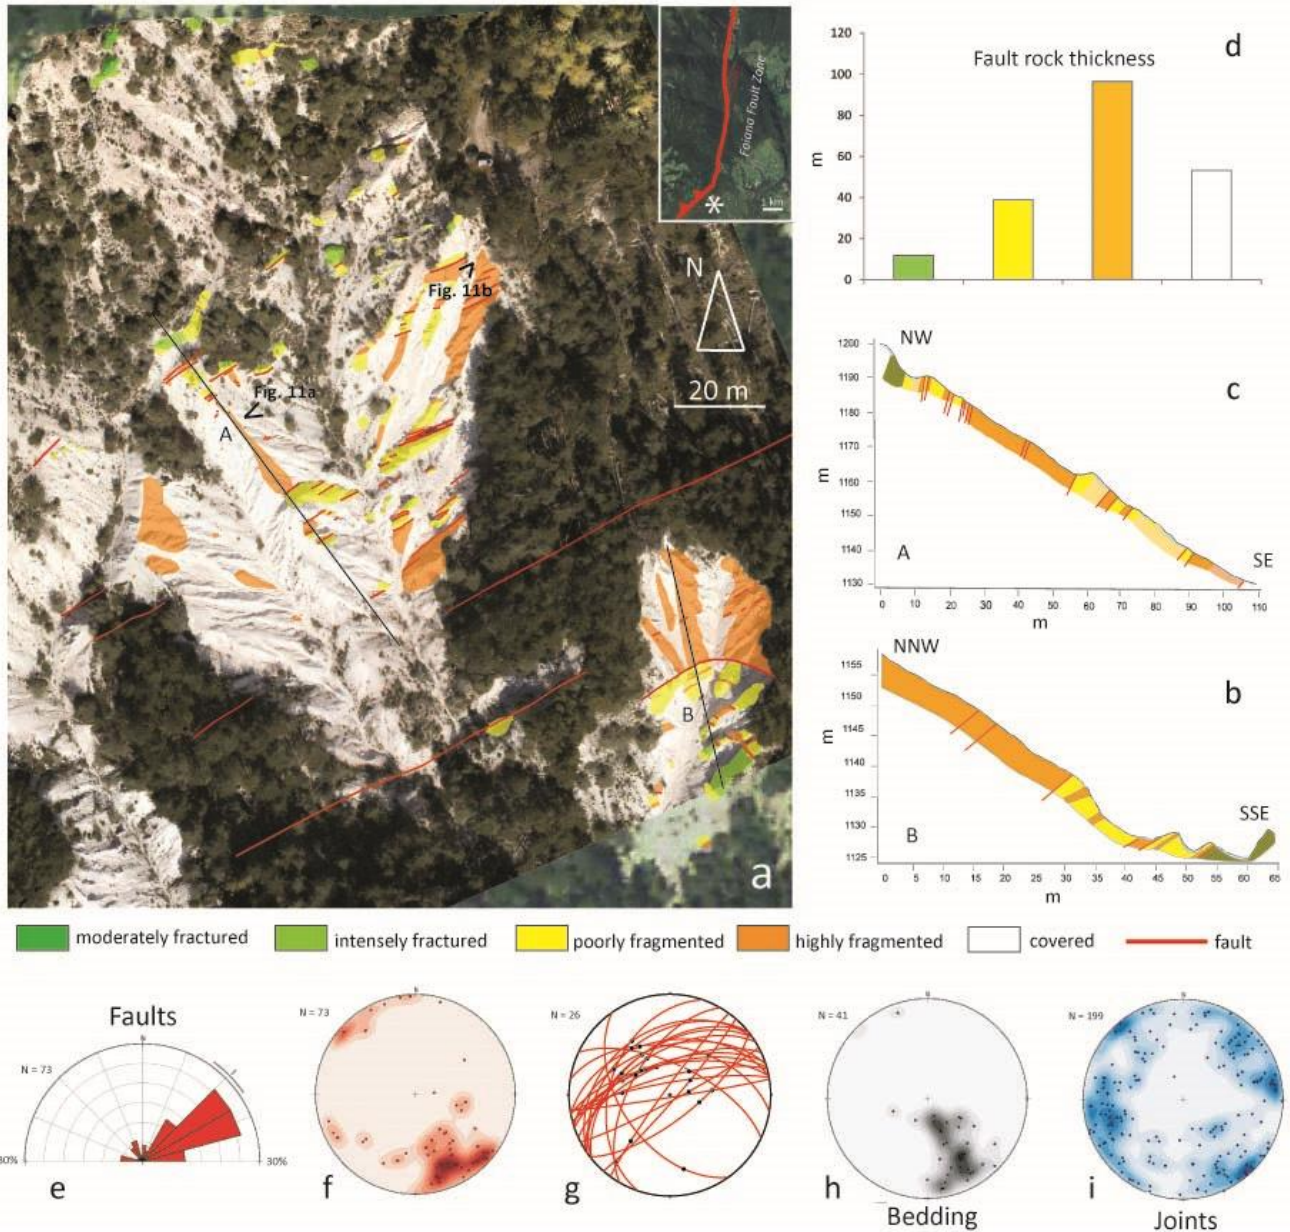 Foiana Fault Zone
1 km
*
Fig. 11b
N
20 m
Fig. 11a
A
B
a
120
100
80
60
40
20
0
m
Fault rock thickness
d
NW
1200
1190
1180
1170
1160
1150
1140
1130
m
c
A
SE
0 10 20 30 40 50 60 70 80 90 100 110
m
NNW
1155
1150
1145
1140
1135
1130
1125
m
b
B
SSE
0 5 10 15 20 25 30 35 40 45 50 55 60 65
m
moderately fractured intensely fractured poorly fragmented highly fragmented covered fault
Faults
N = 73
N
30% 30%
e
N = 73
N
f
N = 26
g
N = 41
N
h
Bedding
N = 199
N
i
Joints